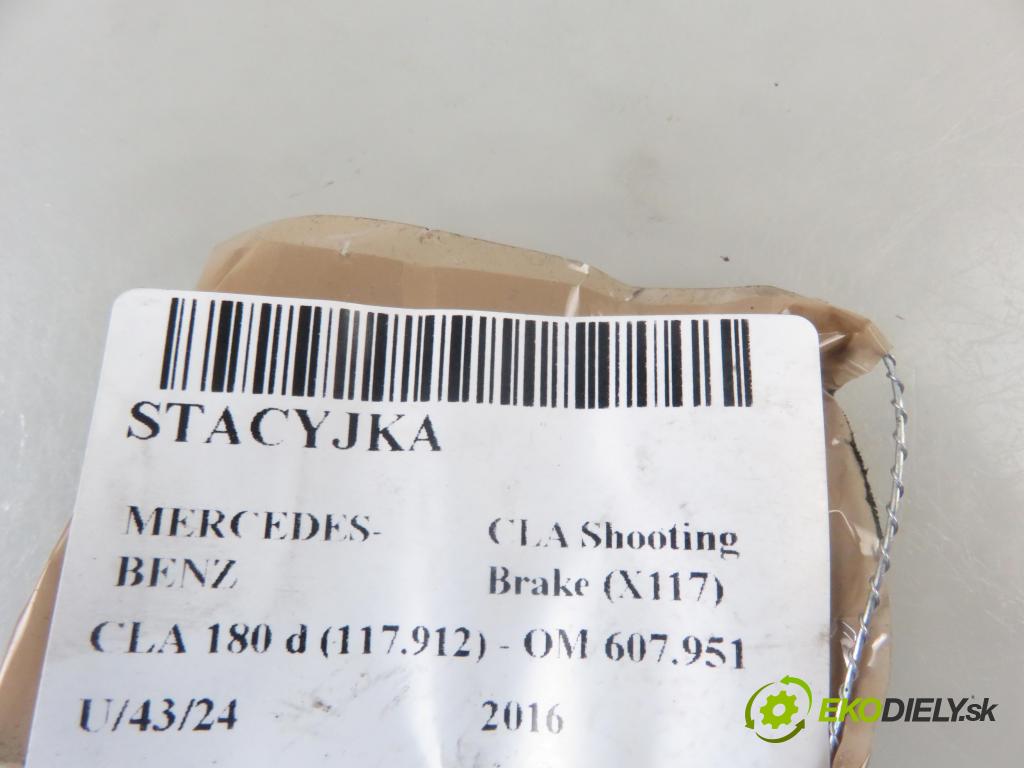 STACYJKA
MERCEDES-
BENZ
CLA Shooting
Brake (X117)
CLA 180 d (117.912) - OM 607.951
U/43/24
2016
EKODIELY.sk